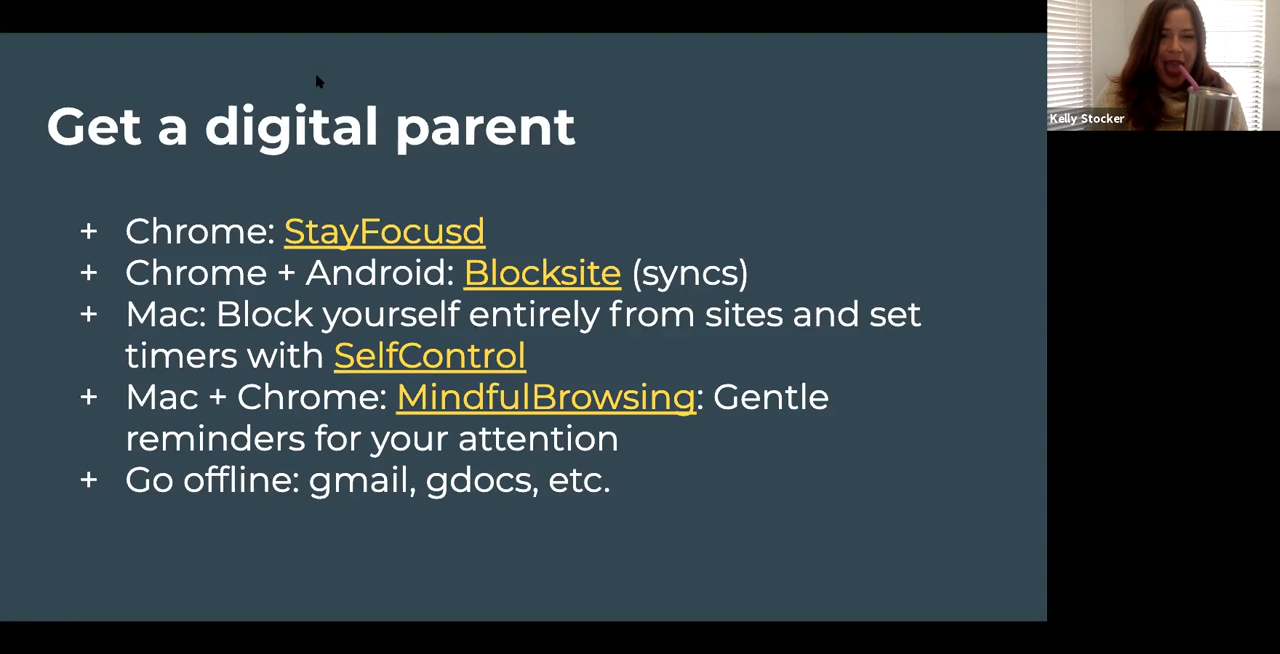 Get a digital parent
+ Chrome: StayFocusd
+ Chrome + Android: Blocksite (syncs)
+ Mac: Block yourself entirely from sites and set
timers with SelfControl
+ Mac + Chrome: MindfulBrowsing: Gentle
reminders for your attention
+ Go offline: gmail, gdocs, etc.
Kelly Stocker